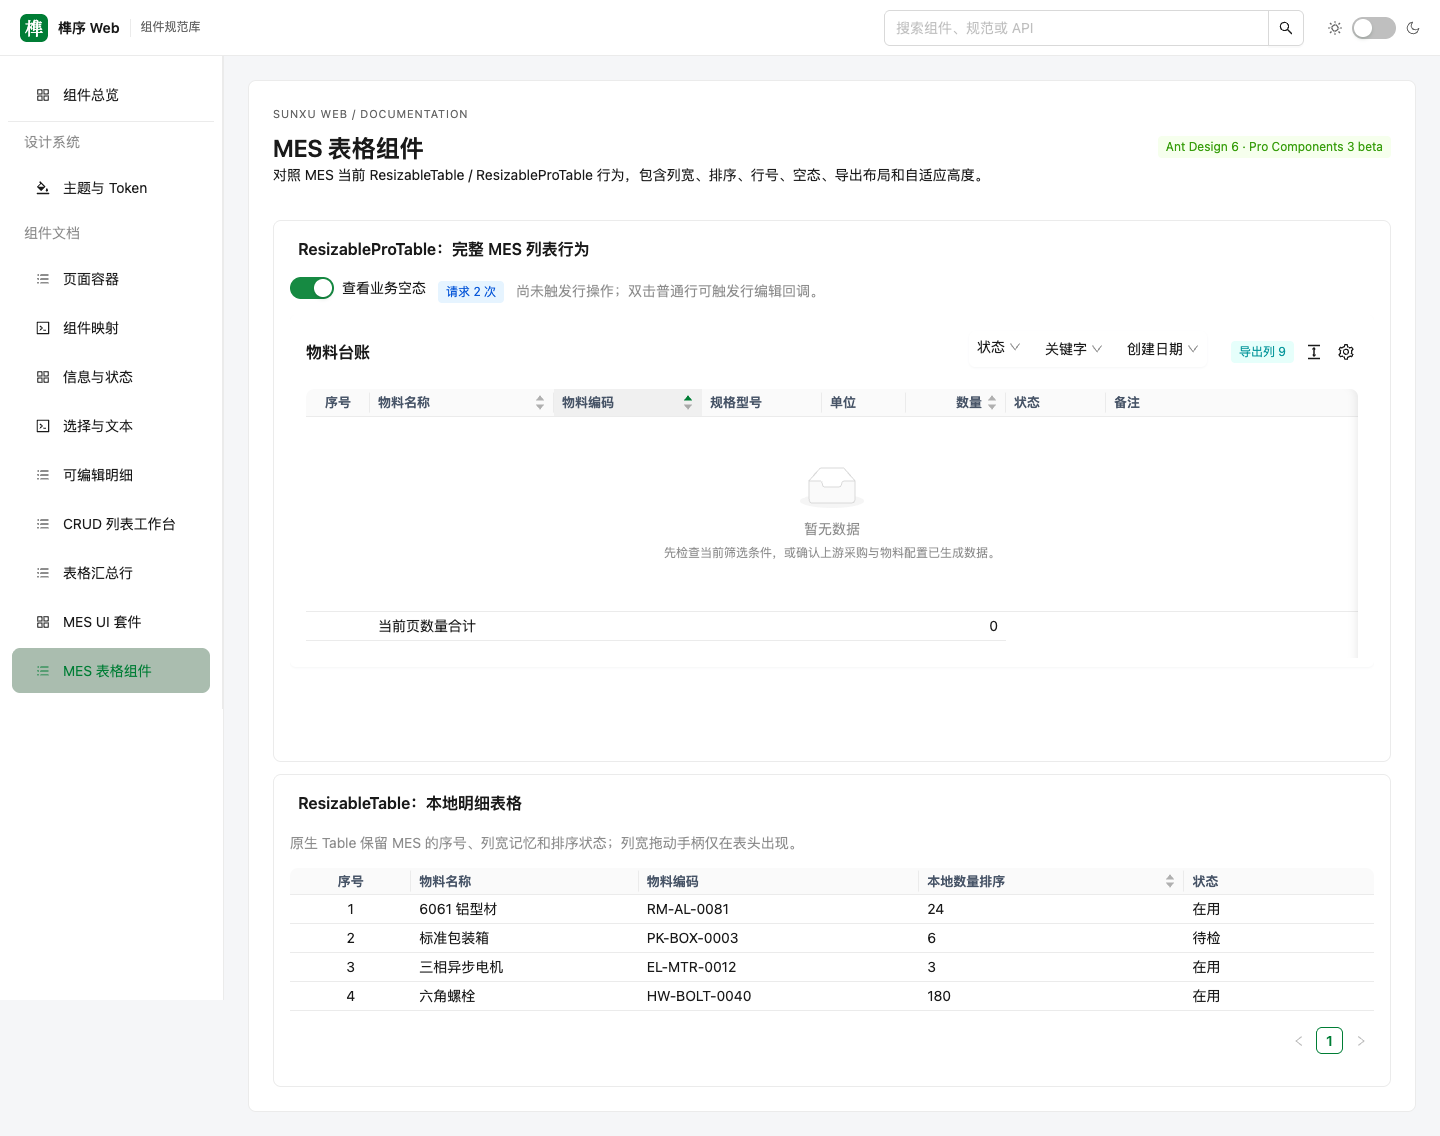 榫 榫序 Web 组件规范库 搜索组件、规范或 API
组件总览
设计系统
主题与 Token
组件文档
页面容器
组件映射
信息与状态
选择与文本
可编辑明细
CRUD 列表工作台
表格汇总行
MES UI 套件
MES 表格组件
SUNXU WEB / DOCUMENTATION
MES 表格组件
Ant Design 6 · Pro Components 3 beta
对照 MES 当前 ResizableTable / ResizableProTable 行为，包含列宽、排序、行号、空态、导出布局和自适应高度。
ResizableProTable：完整 MES 列表行为
查看业务空态 请求 2 次 尚未触发行操作；双击普通行可触发行编辑回调。
物料台账 状态 关键字 创建日期 导出列 9
序号 物料名称 物料编码 规格型号 单位 数量 状态 备注
暂无数据
先检查当前筛选条件，或确认上游采购与物料配置已生成数据。
当前页数量合计 0
ResizableTable：本地明细表格
原生 Table 保留 MES 的序号、列宽记忆和排序状态；列宽拖动手柄仅在表头出现。
序号 物料名称 物料编码 本地数量排序 状态
1 6061 铝型材 RM-AL-0081 24 在用
2 标准包装箱 PK-BOX-0003 6 待检
3 三相异步电机 EL-MTR-0012 3 在用
4 六角螺栓 HW-BOLT-0040 180 在用
1